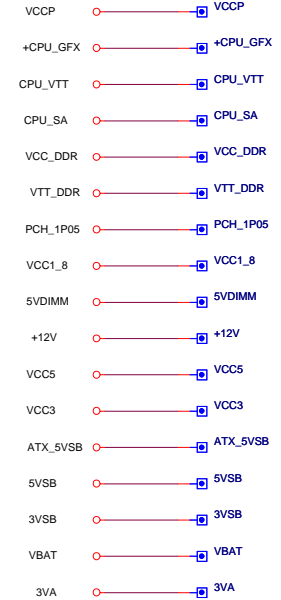 VCCP VCCP
+CPU_GFX +CPU_GFX
CPU_VTT CPU_VTT
CPU_SA CPU_SA
VCC_DDR VCC_DDR
VTT_DDR VTT_DDR
PCH_1P05 PCH_1P05
VCC1_8 VCC1_8
5VDIMM 5VDIMM
+12V +12V
VCC5 VCC5
VCC3 VCC3
ATX_5VSB ATX_5VSB
5VSB 5VSB
3VSB 3VSB
VBAT VBAT
3VA 3VA